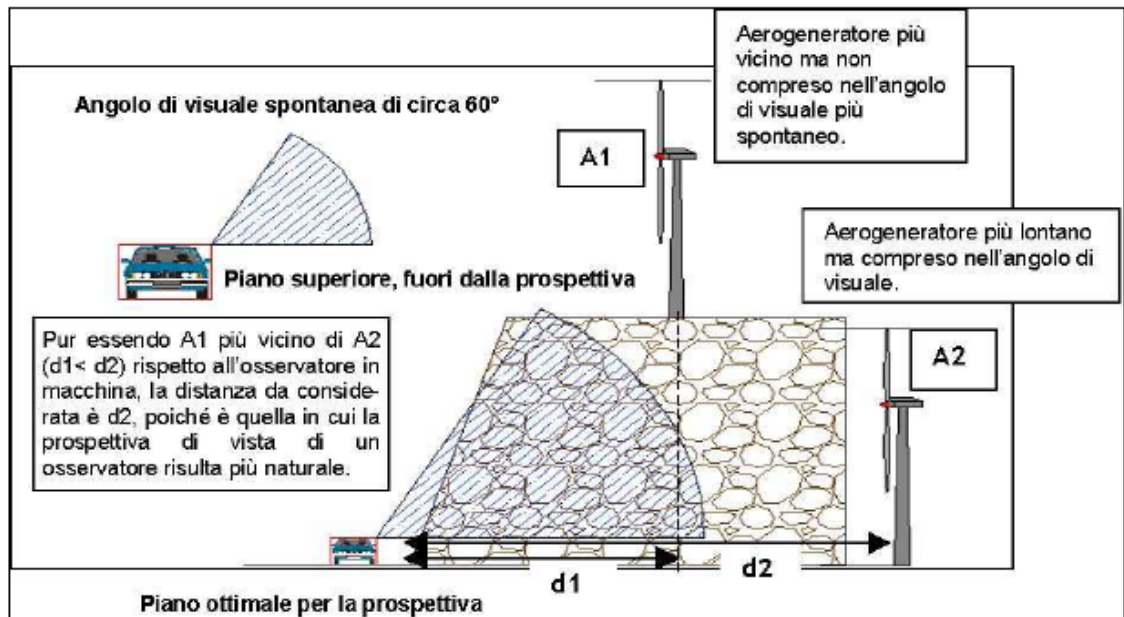 Aerogeneratore più
vicino ma non
compreso nell'angolo
di visuale più
spontaneo.
Angolo di visuale spontanea di circa 60°
A1
Aerogeneratore più lontano
ma compreso nell'angolo di
visuale.
Piano superiore, fuori dalla prospettiva
Pur essendo A1 più vicino di A2
(d1< d2) rispetto all'osservatore in
macchina, la distanza da conside-
rata è d2, poiché è quella in cui la
prospettiva di vista di un
osservatore risulta più naturale.
A2
d1
d2
Piano ottimale per la prospettiva